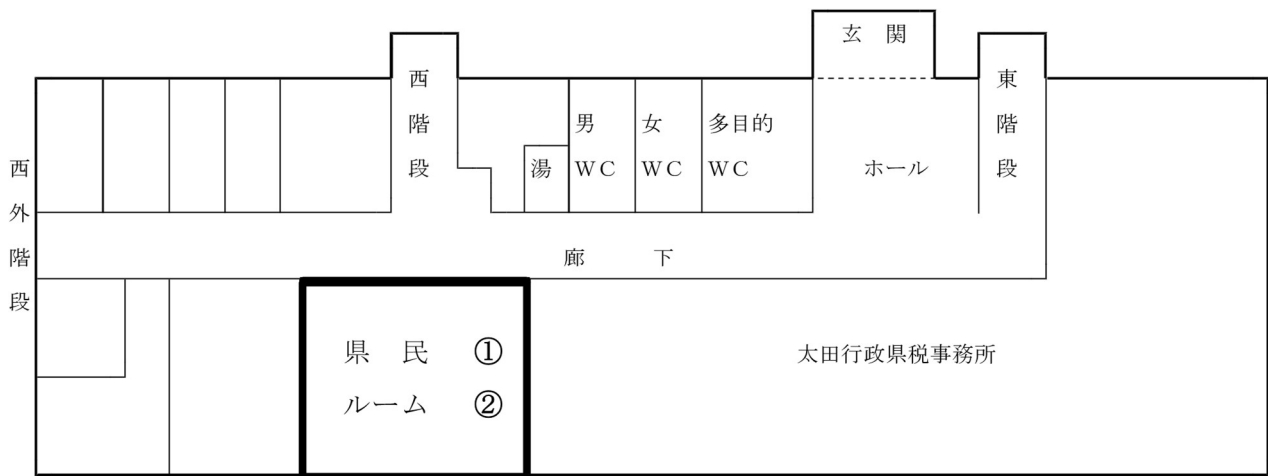 玄　関
西階段
東階段
男
WC
女
WC
多目的
WC
湯
ホール
西外階段
廊　　下
県　民　①
ルーム　②
太田行政県税事務所